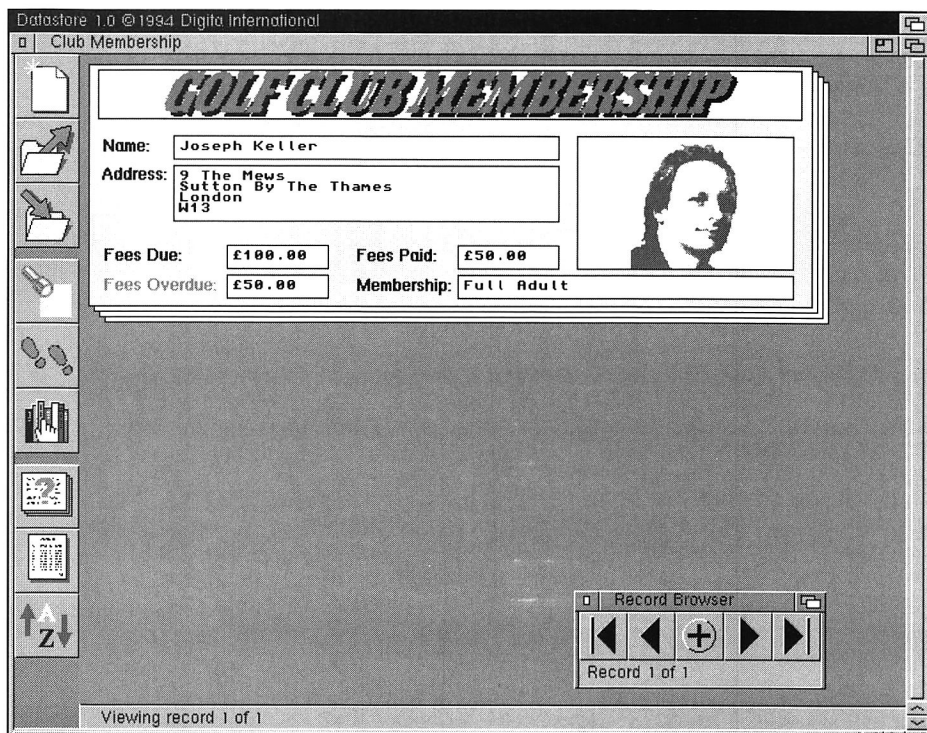 Datastore 1.0 ©1994 Digita International
Club Membership
GOLF CLUB MEMBERSHIP
Name: Joseph Keller
Address: 9 The Mews
Sutton By The Thames
London
W13
Fees Due: £100.00 Fees Paid: £50.00
Fees Overdue: £50.00 Membership: Full Adult
?
A
Z
Record Browser
Record 1 of 1
Viewing record 1 of 1